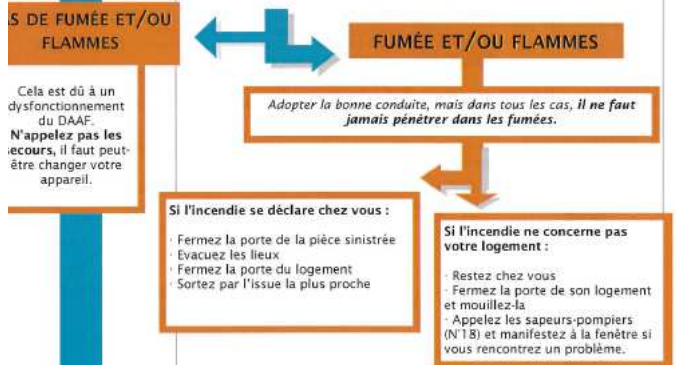 S DE FUMÉE ET/OU
FLAMMES
Cela est dû à un
dysfonctionnement
du DAAF.
N'appelez pas les
secours, il faut peut-
être changer votre
appareil.
FUMÉE ET/OU FLAMMES
Adopter la bonne conduite, mais dans tous les cas, il ne faut
jamais pénétrer dans les fumées.
Si l'incendie se déclare chez vous :
· Fermez la porte de la pièce sinistrée
· Evacuez les lieux
· Fermez la porte du logement
· Sortez par l'issue la plus proche
Si l'incendie ne concerne pas
votre logement :
· Restez chez vous
· Fermez la porte de son logement
et mouillez-la
· Appelez les sapeurs-pompiers
(N°18) et manifestez à la fenêtre si
vous rencontrez un problème.